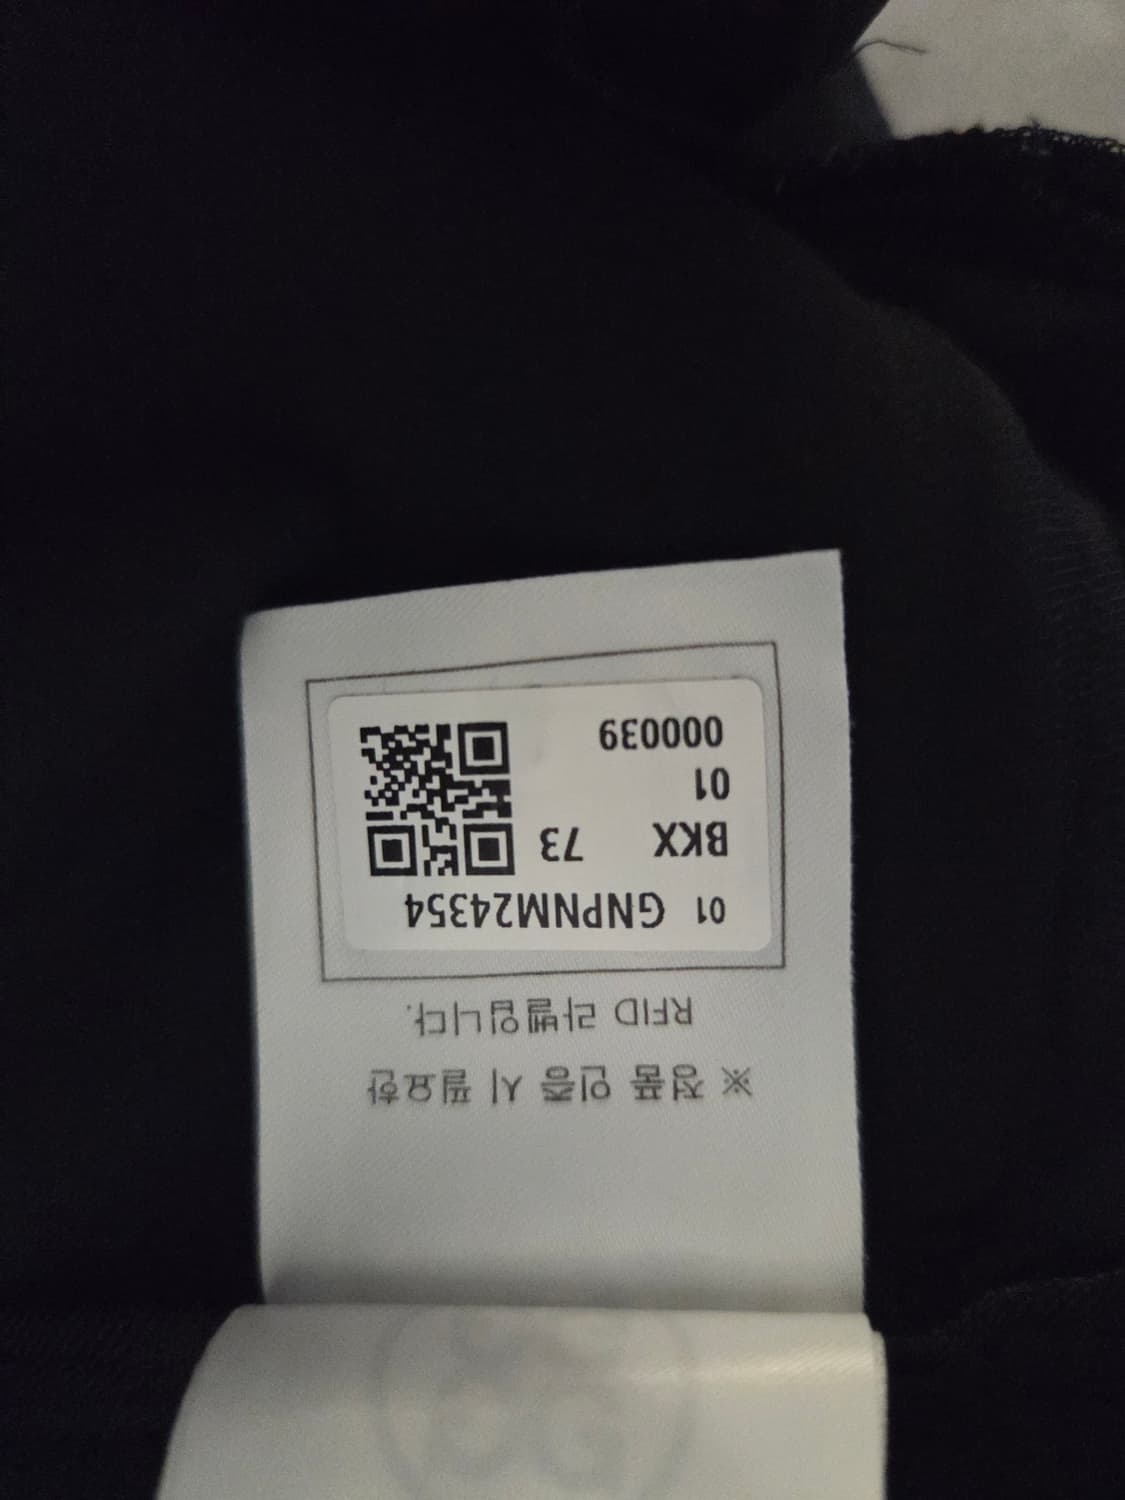 ※ 정품 인증 시 필요한
RFID 라벨입니다.
01 GNPNM24354
BKX 73
01
000039